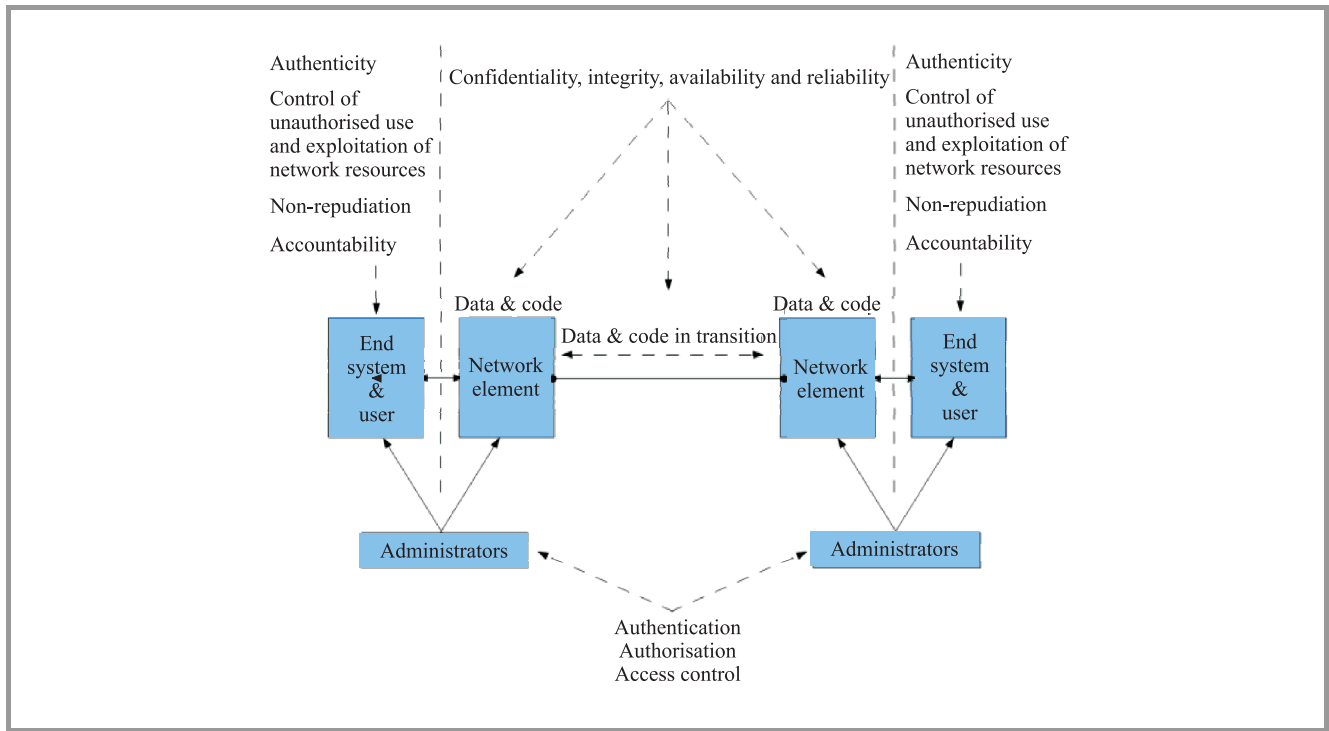 Authenticity
Control of
unauthorised use
and exploitation of
network resources
Non-repudiation
Accountability
Confidentiality, integrity, availability and reliability
Authenticity
Control of
unauthorised use
and exploitation of
network resources
Non-repudiation
Accountability
Data & code
Data & code
Data & code in transition
End
system
&
user
Network
element
Network
element
End
system
&
user
Administrators
Administrators
Authentication
Authorisation
Access control